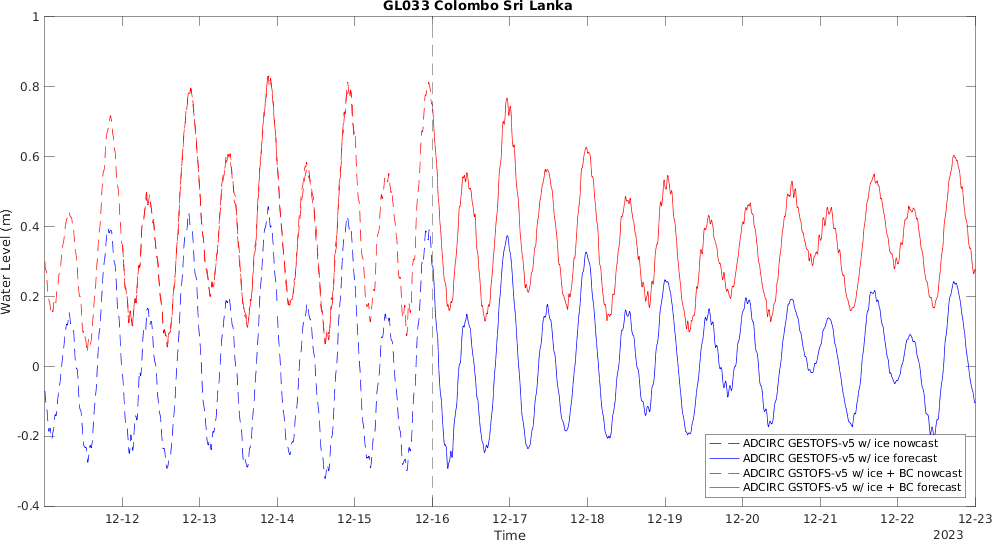 GL033 Colombo Sri Lanka
1
0.8
0.6
0.4
0.2
0
-0.2
-0.4
Water Level (m)
ADCIRC GESTOFS-v5 w/ ice nowcast
ADCIRC GESTOFS-v5 w/ ice forecast
ADCIRC GSTOFS-v5 w/ ice + BC nowcast
ADCIRC GSTOFS-v5 w/ ice + BC forecast
12-12 12-13 12-14 12-15 12-16 12-17 12-18 12-19 12-20 12-21 12-22 12-23
Time
2023